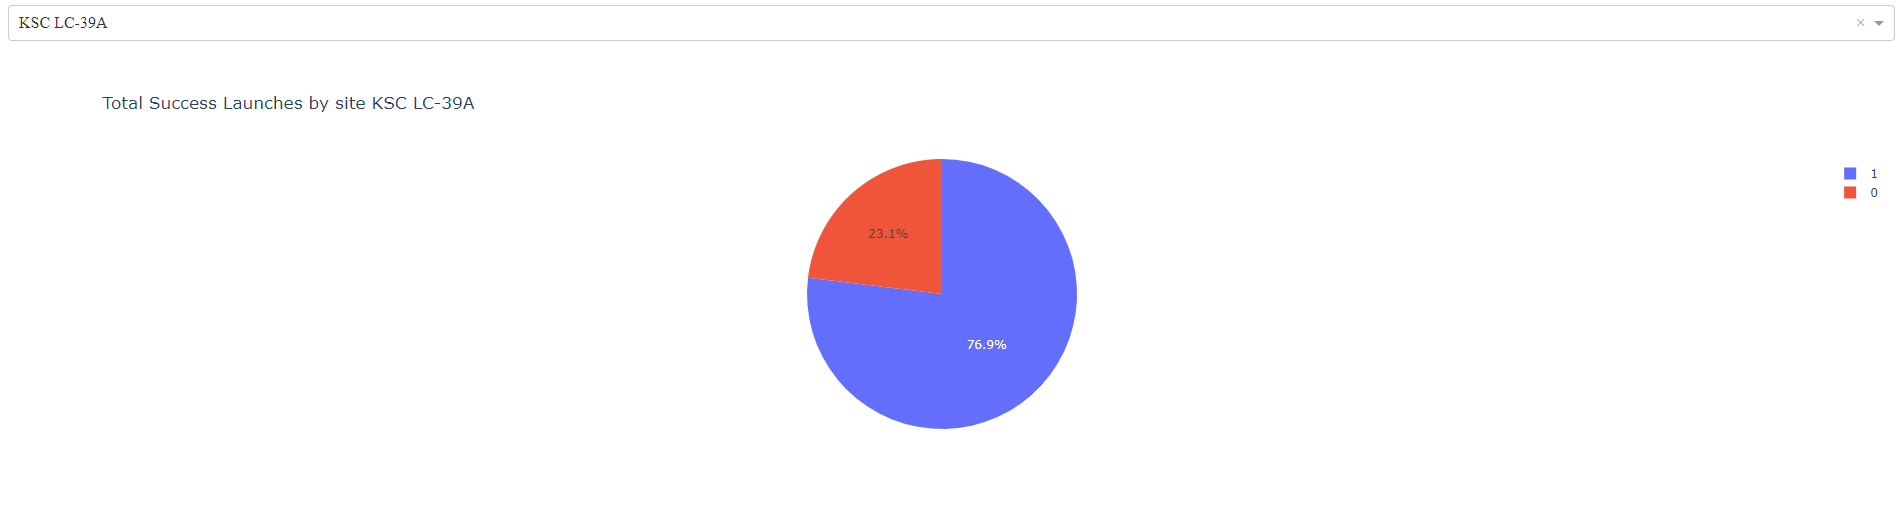 KSC LC-39A
×
Total Success Launches by site KSC LC-39A
1
0
23.1%
76.9%